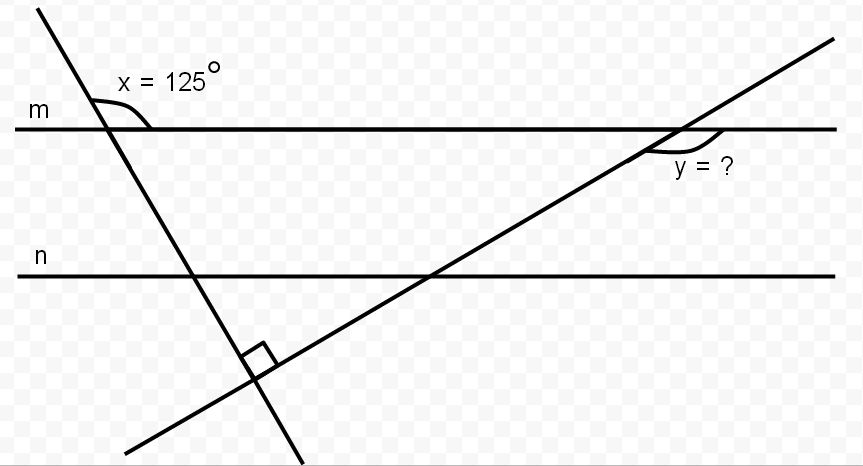 x = 125°
m
y = ?
n